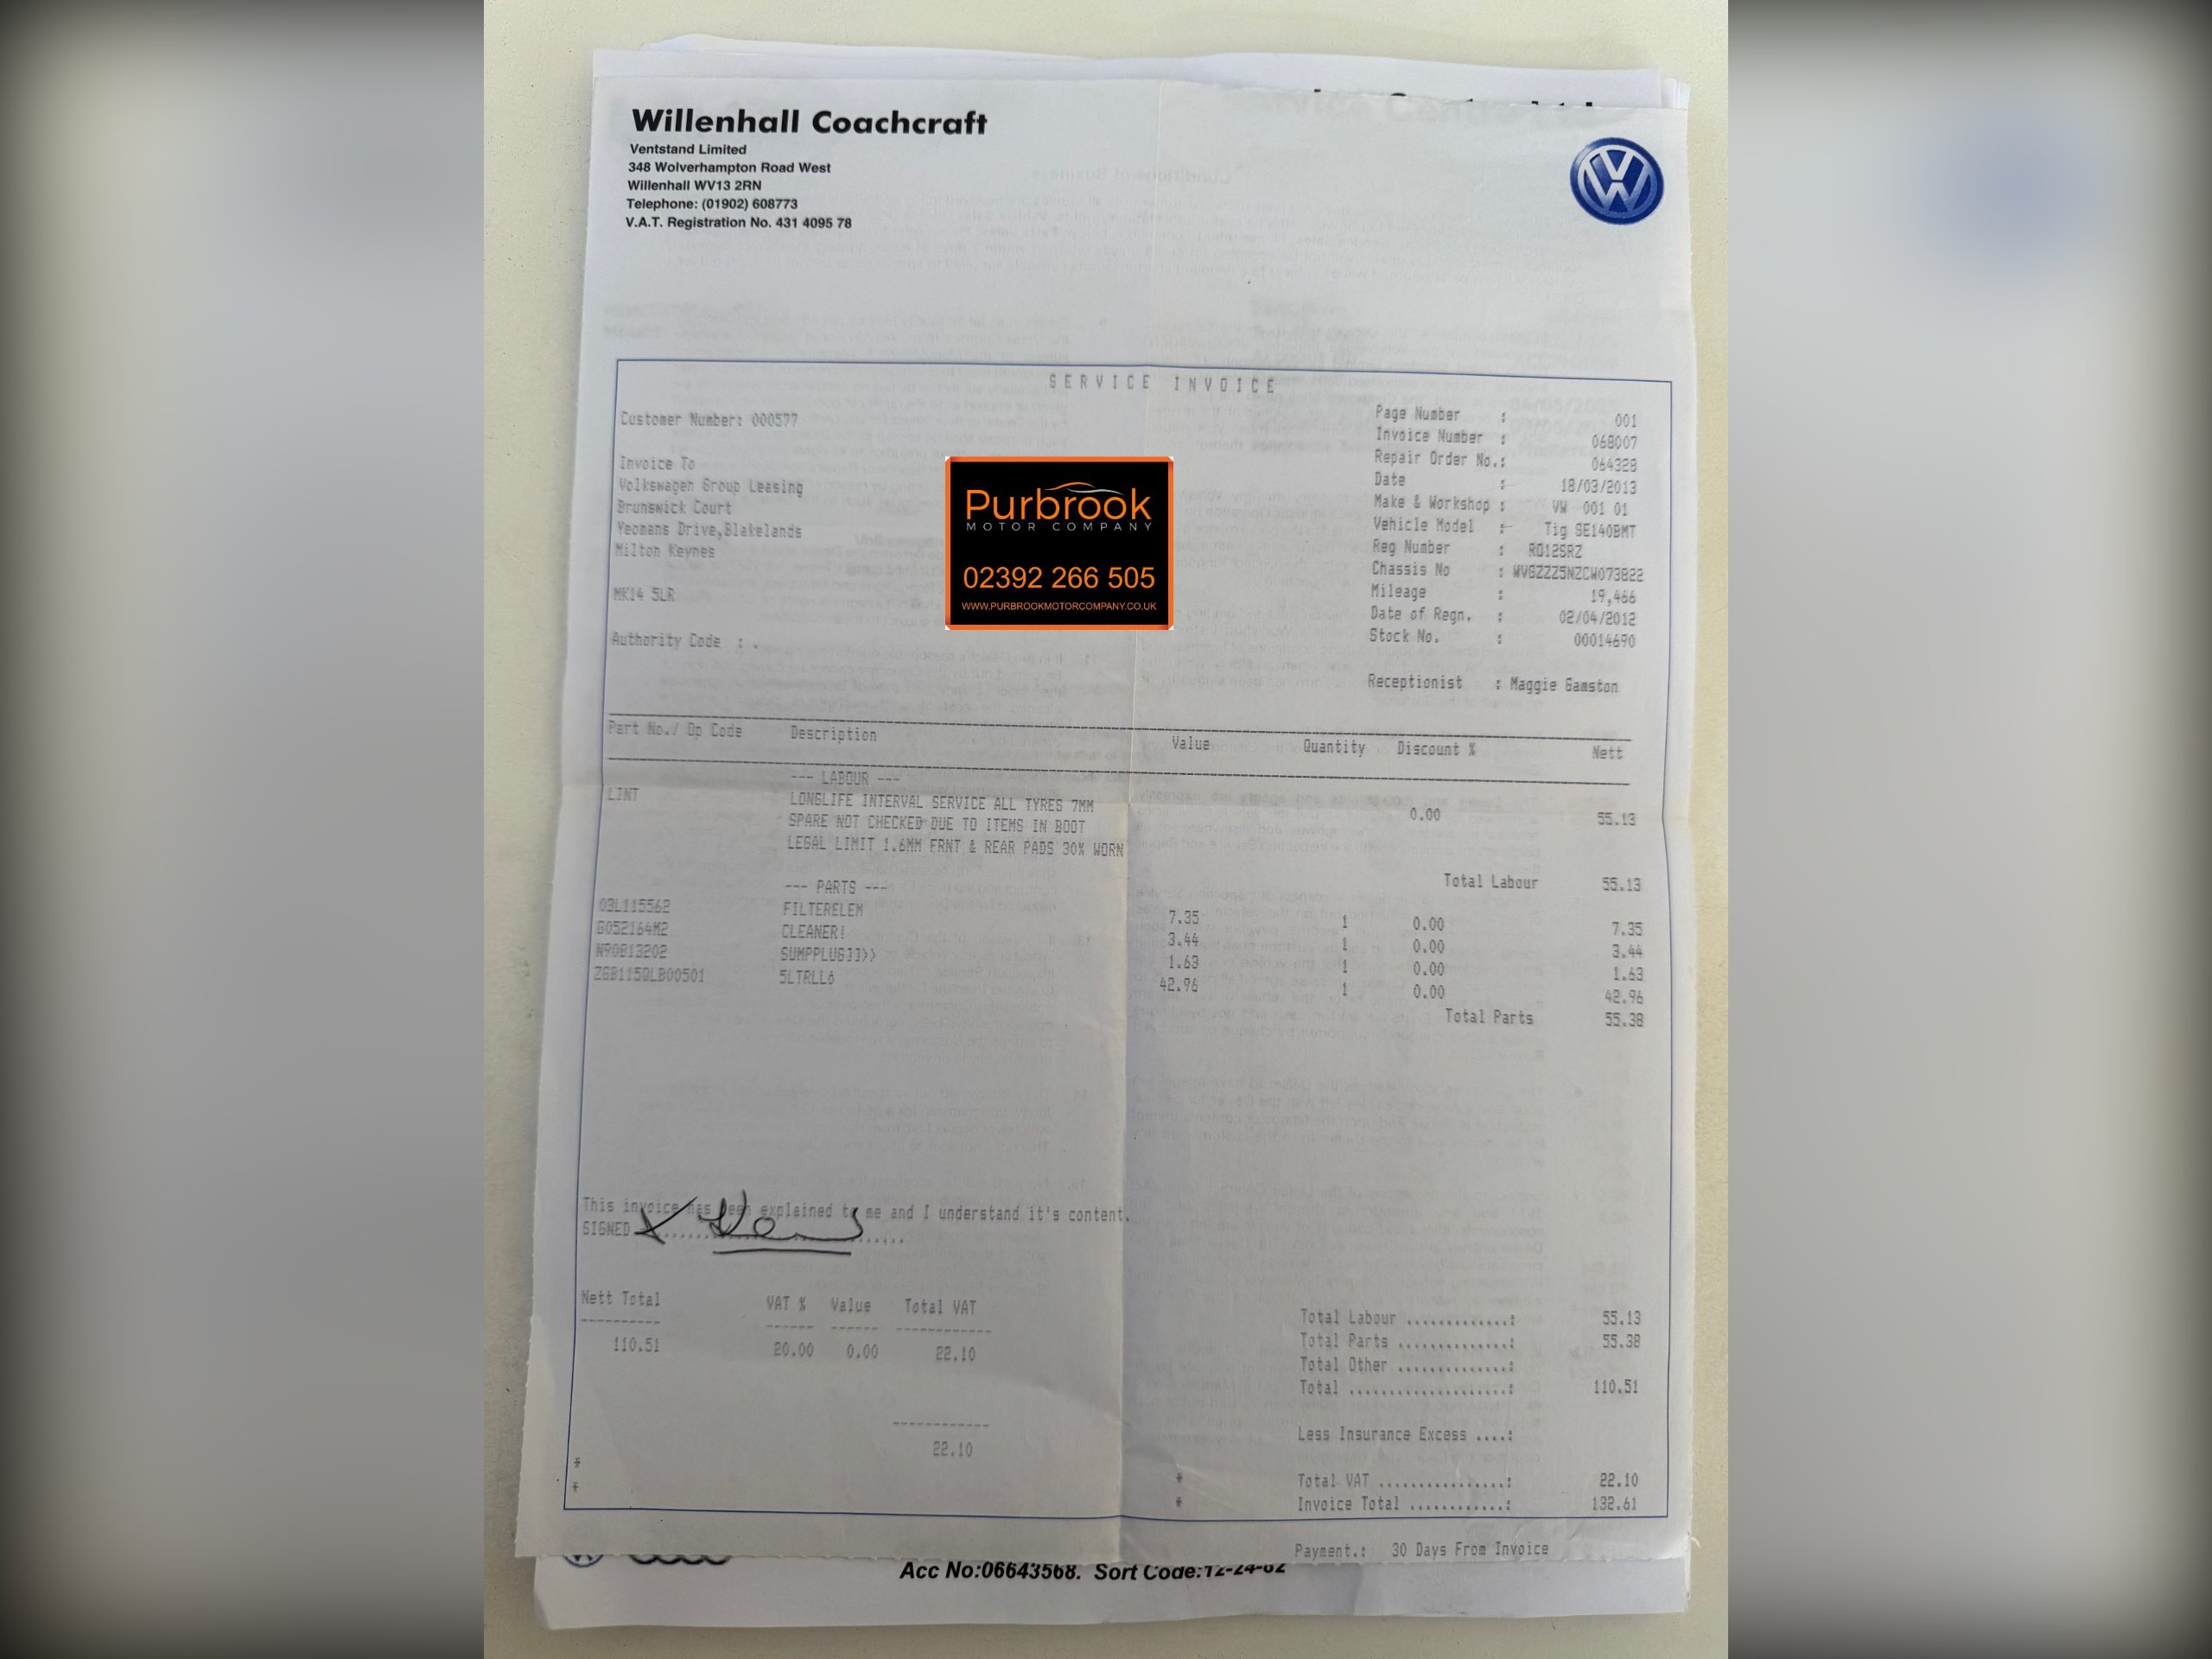 Willenhall Coachcraft
Ventstand Limited
348 Wolverhampton Road West
Willenhall WV13 2RN
Telephone: (01902) 608773
V.A.T. Registration No. 431 4095 78
Conditions of Business
SERVICE INVOICE
Customer Number: 000577
Page Number : 001
Invoice Number : 068007
Repair Order No.: 064328
Date : 18/03/2013
Make & Workshop : VW 001 01
Vehicle Model : Tig SE140BMT
Reg Number : RO12SRZ
Chassis No : WVGZZZ5NZCW073822
Mileage : 19,466
Date of Regn. : 02/04/2012
Stock No. : 00014690
Receptionist : Maggie Gamston
Invoice To
Volkswagen Group Leasing
Brunswick Court
Yeomans Drive,Blakelands
Milton Keynes
MK14 5LR
Authority Code : .
Purbrook
MOTOR COMPANY
02392 266 505
WWW.PURBROOKMOTORCOMPANY.CO.UK
Part No./ Op Code Description Value Quantity Discount % Nett
--- LABOUR ---
LINT LONGLIFE INTERVAL SERVICE ALL TYRES 7MM 0.00 55.13
SPARE NOT CHECKED DUE TO ITEMS IN BOOT
LEGAL LIMIT 1.6MM FRNT & REAR PADS 30% WORN
Total Labour 55.13
--- PARTS ---
03L115562 FILTERELEM 7.35 1 0.00 7.35
G052164M2 CLEANER! 3.44 1 0.00 3.44
N90813202 SUMPPLUG]]>> 1.63 1 0.00 1.63
ZGB115QLB00501 5LTRLL6 42.96 1 0.00 42.96
Total Parts 55.38
This invoice has been explained to me and I understand it's content.
SIGNED
Nett Total VAT % Value Total VAT
110.51 20.00 0.00 22.10
22.10
Total Labour .............: 55.13
Total Parts ..............: 55.38
Total Other ..............:
Total ....................: 110.51
Less Insurance Excess ....:
* * Total VAT ................: 22.10
* * Invoice Total ............: 132.61
Payment.: 30 Days From Invoice
Acc No:06643568. Sort Code:12-24-82